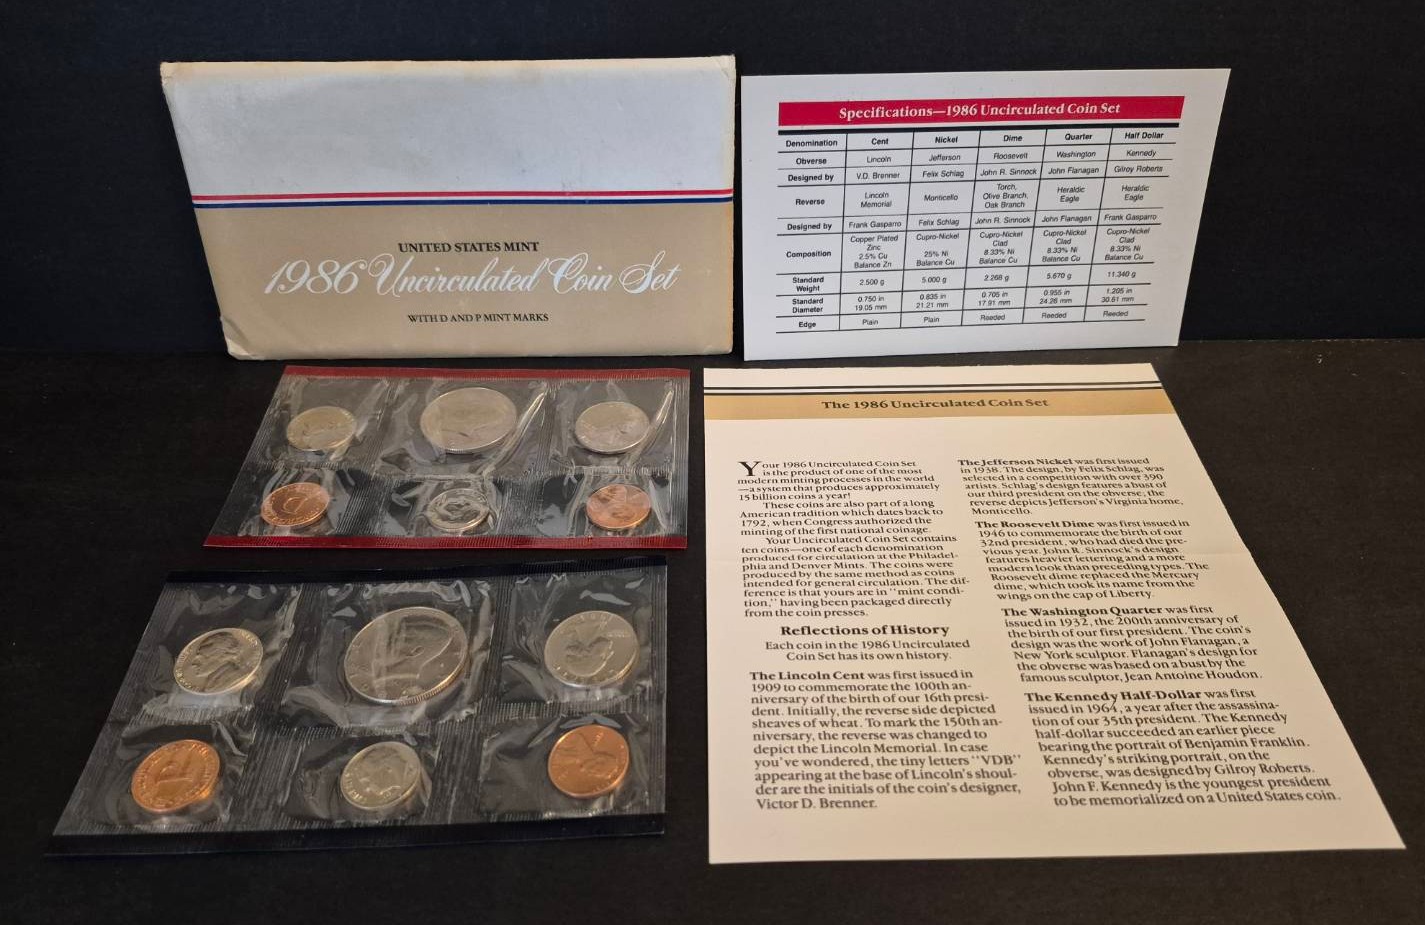 UNITED STATES MINT
1986 Uncirculated Coin Set
WITH D AND P MINT MARKS
Specifications—1986 Uncirculated Coin Set
Denomination Cent Nickel Dime Quarter Half Dollar
Obverse Lincoln Jefferson Roosevelt Washington Kennedy
Designed by V.D. Brenner Felix Schlag John R. Sinnock John Flanagan Gilroy Roberts
Reverse Lincoln Memorial Monticello Torch, Olive Branch, Oak Branch Heraldic Eagle Heraldic Eagle
Designed by Frank Gasparro Felix Schlag John R. Sinnock John Flanagan Frank Gasparro
Composition Copper Plated Zinc 2.5% Cu Balance Zn Cupro-Nickel 25% Ni Balance Cu Cupro-Nickel Clad 8.33% Ni Balance Cu Cupro-Nickel Clad 8.33% Ni Balance Cu Cupro-Nickel Clad 8.33% Ni Balance Cu
Standard Weight 2.500 g 5.000 g 2.268 g 5.670 g 11.340 g
Standard Diameter 0.750 in 19.05 mm 0.835 in 21.21 mm 0.705 in 17.91 mm 0.955 in 24.26 mm 1.205 in 30.61 mm
Edge Plain Plain Reeded Reeded Reeded
The 1986 Uncirculated Coin Set
Your 1986 Uncirculated Coin Set
is the product of one of the most
modern minting processes in the world
—a system that produces approximately
15 billion coins a year!
These coins are also part of a long
American tradition which dates back to
1792, when Congress authorized the
minting of the first national coinage.
Your Uncirculated Coin Set contains
ten coins—one of each denomination
produced for circulation at the Philadel-
phia and Denver Mints. The coins were
produced by the same method as coins
intended for general circulation. The dif-
ference is that yours are in "mint condi-
tion," having been packaged directly
from the coin presses.
Reflections of History
Each coin in the 1986 Uncirculated
Coin Set has its own history.
The Lincoln Cent was first issued in
1909 to commemorate the 100th an-
niversary of the birth of our 16th presi-
dent. Initially, the reverse side depicted
sheaves of wheat. To mark the 150th an-
niversary, the reverse was changed to
depict the Lincoln Memorial. In case
you've wondered, the tiny letters "VDB"
appearing at the base of Lincoln's shoul-
der are the initials of the coin's designer,
Victor D. Brenner.
The Jefferson Nickel was first issued
in 1938. The design, by Felix Schlag, was
selected in a competition with over 390
artists. Schlag's design features a bust of
our third president on the obverse; the
reverse depicts Jefferson's Virginia home,
Monticello.
The Roosevelt Dime was first issued in
1946 to commemorate the birth of our
32nd president, who had died the pre-
vious year. John R. Sinnock's design
features heavier lettering and a more
modern look than preceding types. The
Roosevelt dime replaced the Mercury
dime, which took its name from the
wings on the cap of Liberty.
The Washington Quarter was first
issued in 1932, the 200th anniversary of
the birth of our first president. The coin's
design was the work of John Flanagan, a
New York sculptor. Flanagan's design for
the obverse was based on a bust by the
famous sculptor, Jean Antoine Houdon.
The Kennedy Half-Dollar was first
issued in 1964, a year after the assassina-
tion of our 35th president. The Kennedy
half-dollar succeeded an earlier piece
bearing the portrait of Benjamin Franklin.
Kennedy's striking portrait, on the
obverse, was designed by Gilroy Roberts.
John F. Kennedy is the youngest president
to be memorialized on a United States coin.